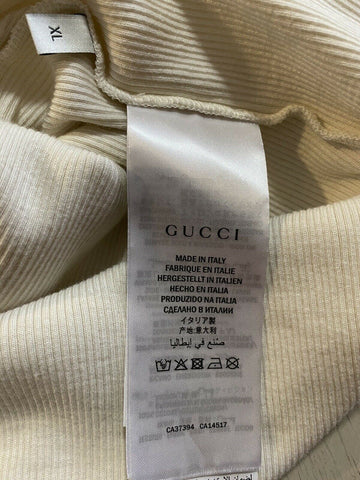 XL
GUCCI
MADE IN ITALY
FABRIQUE EN ITALIE
HERGESTELLT IN ITALIEN
HECHO EN ITALIA
PRODUZIDO NA ITÁLIA
СДЕЛАНО В ИТАЛИИ
イタリア製
产地:意大利
صنع في إيطاليا
CA37394 CA14517